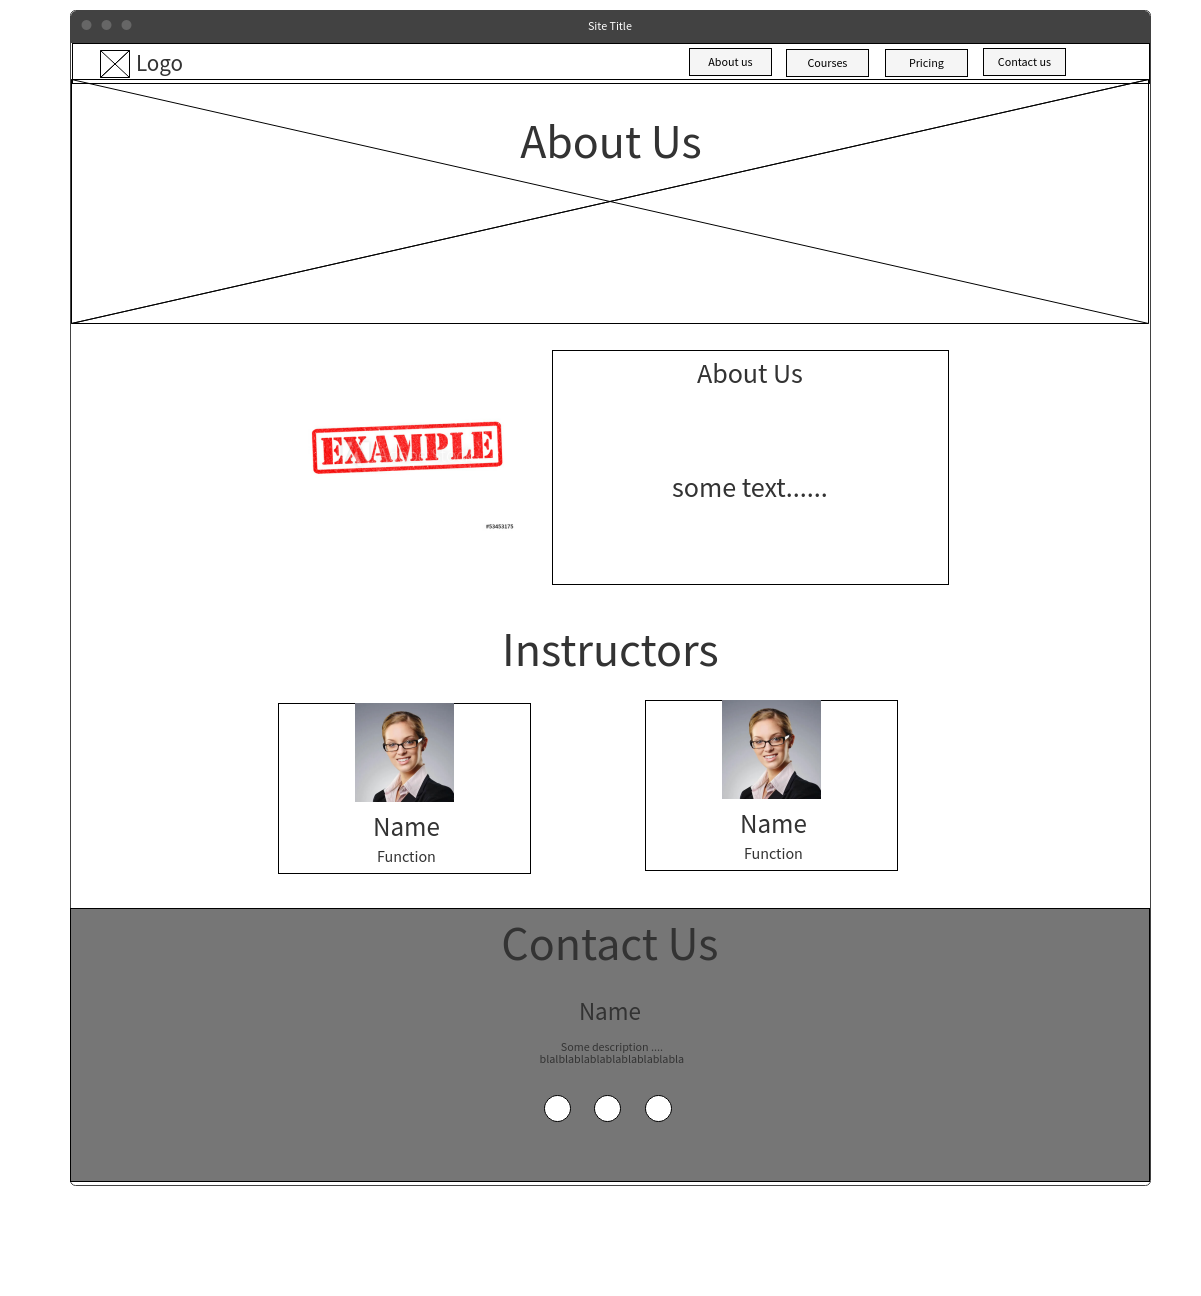 Site Title
Logo
About us
Courses
Pricing
Contact us
About Us
About Us
EXAMPLE
some text......
#53453175
Instructors
Name
Function
Name
Function
Contact Us
Name
Some description ....
blalblablablablablablablabla